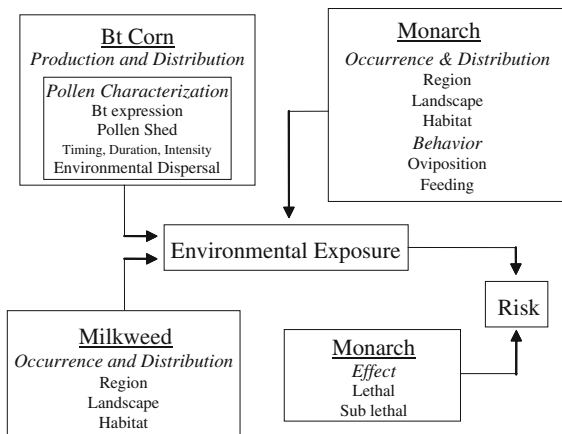 Bt Corn
Production and Distribution
Pollen Characterization
Bt expression
Pollen Shed
Timing, Duration, Intensity
Environmental Dispersal
Monarch
Occurrence & Distribution
Region
Landscape
Habitat
Behavior
Oviposition
Feeding
Environmental Exposure
Risk
Milkweed
Occurrence and Distribution
Region
Landscape
Habitat
Monarch
Effect
Lethal
Sub lethal